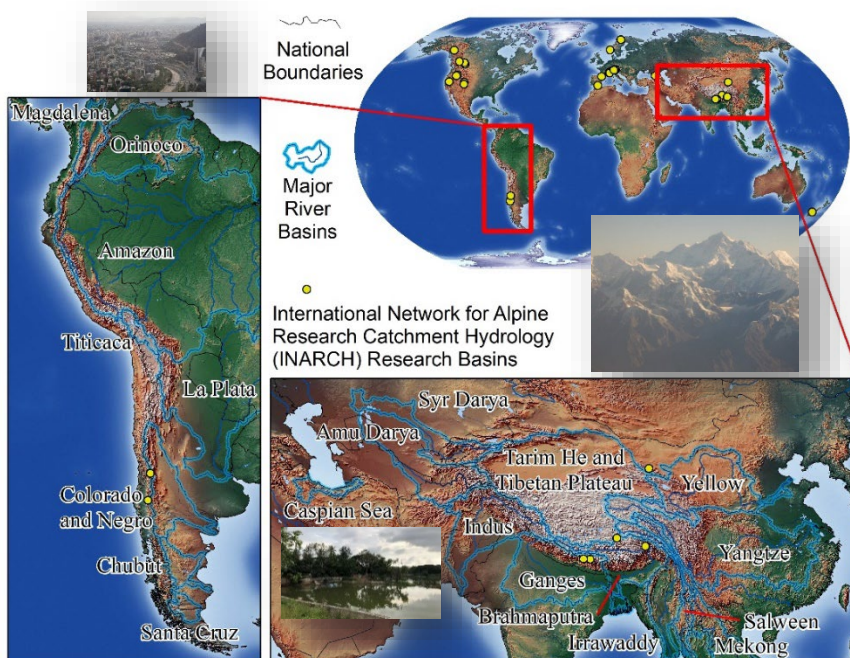 National
Boundaries
Major
River
Basins
International Network for Alpine
Research Catchment Hydrology
(INARCH) Research Basins
Magdalena
Orinoco
Amazon
Titicaca
La Plata
Colorado
and Negro
Chubut
Santa Cruz
Syr Darya
Amu Darya
Tarim He and
Tibetan Plateau
Yellow
Caspian Sea
Indus
Yangtze
Ganges
Brahmaputra
Salween
Irrawaddy
Mekong